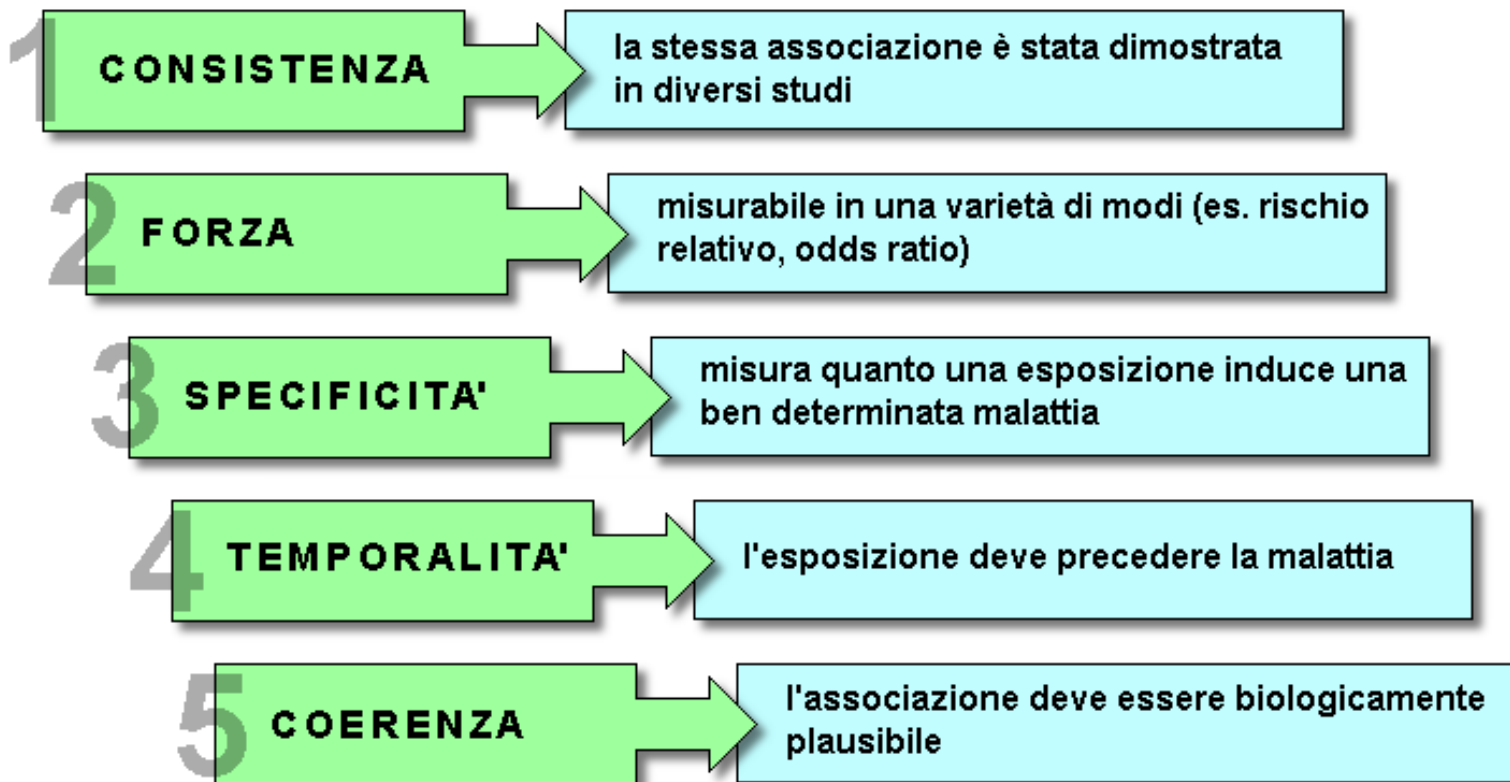 1 CONSISTENZA
la stessa associazione è stata dimostrata
in diversi studi
2 FORZA
misurabile in una varietà di modi (es. rischio
relativo, odds ratio)
3 SPECIFICITA'
misura quanto una esposizione induce una
ben determinata malattia
4 TEMPORALITA'
l'esposizione deve precedere la malattia
5 COERENZA
l'associazione deve essere biologicamente
plausibile